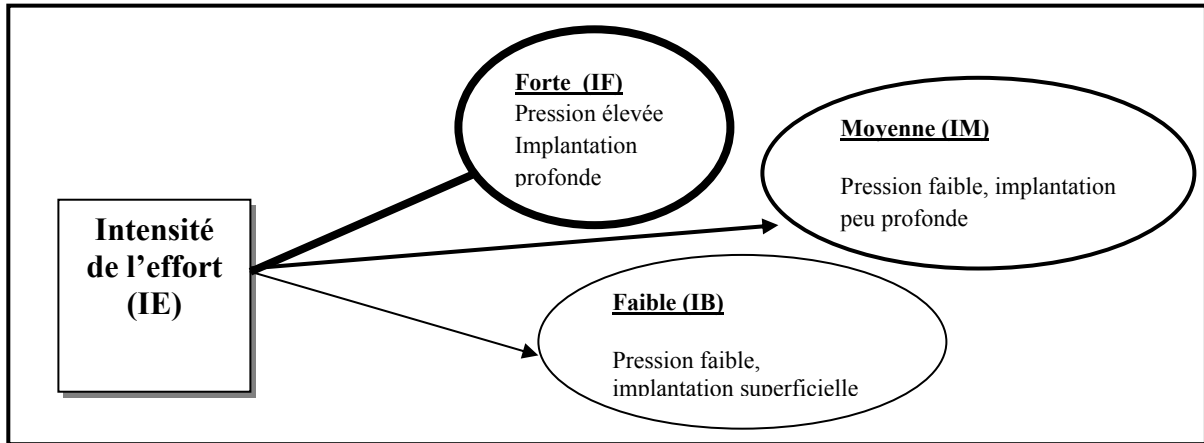 Intensité
de l'effort
(IE)
Forte (IF)
Pression élevée
Implantation
profonde
Moyenne (IM)
Pression faible, implantation
peu profonde
Faible (IB)
Pression faible,
implantation superficielle